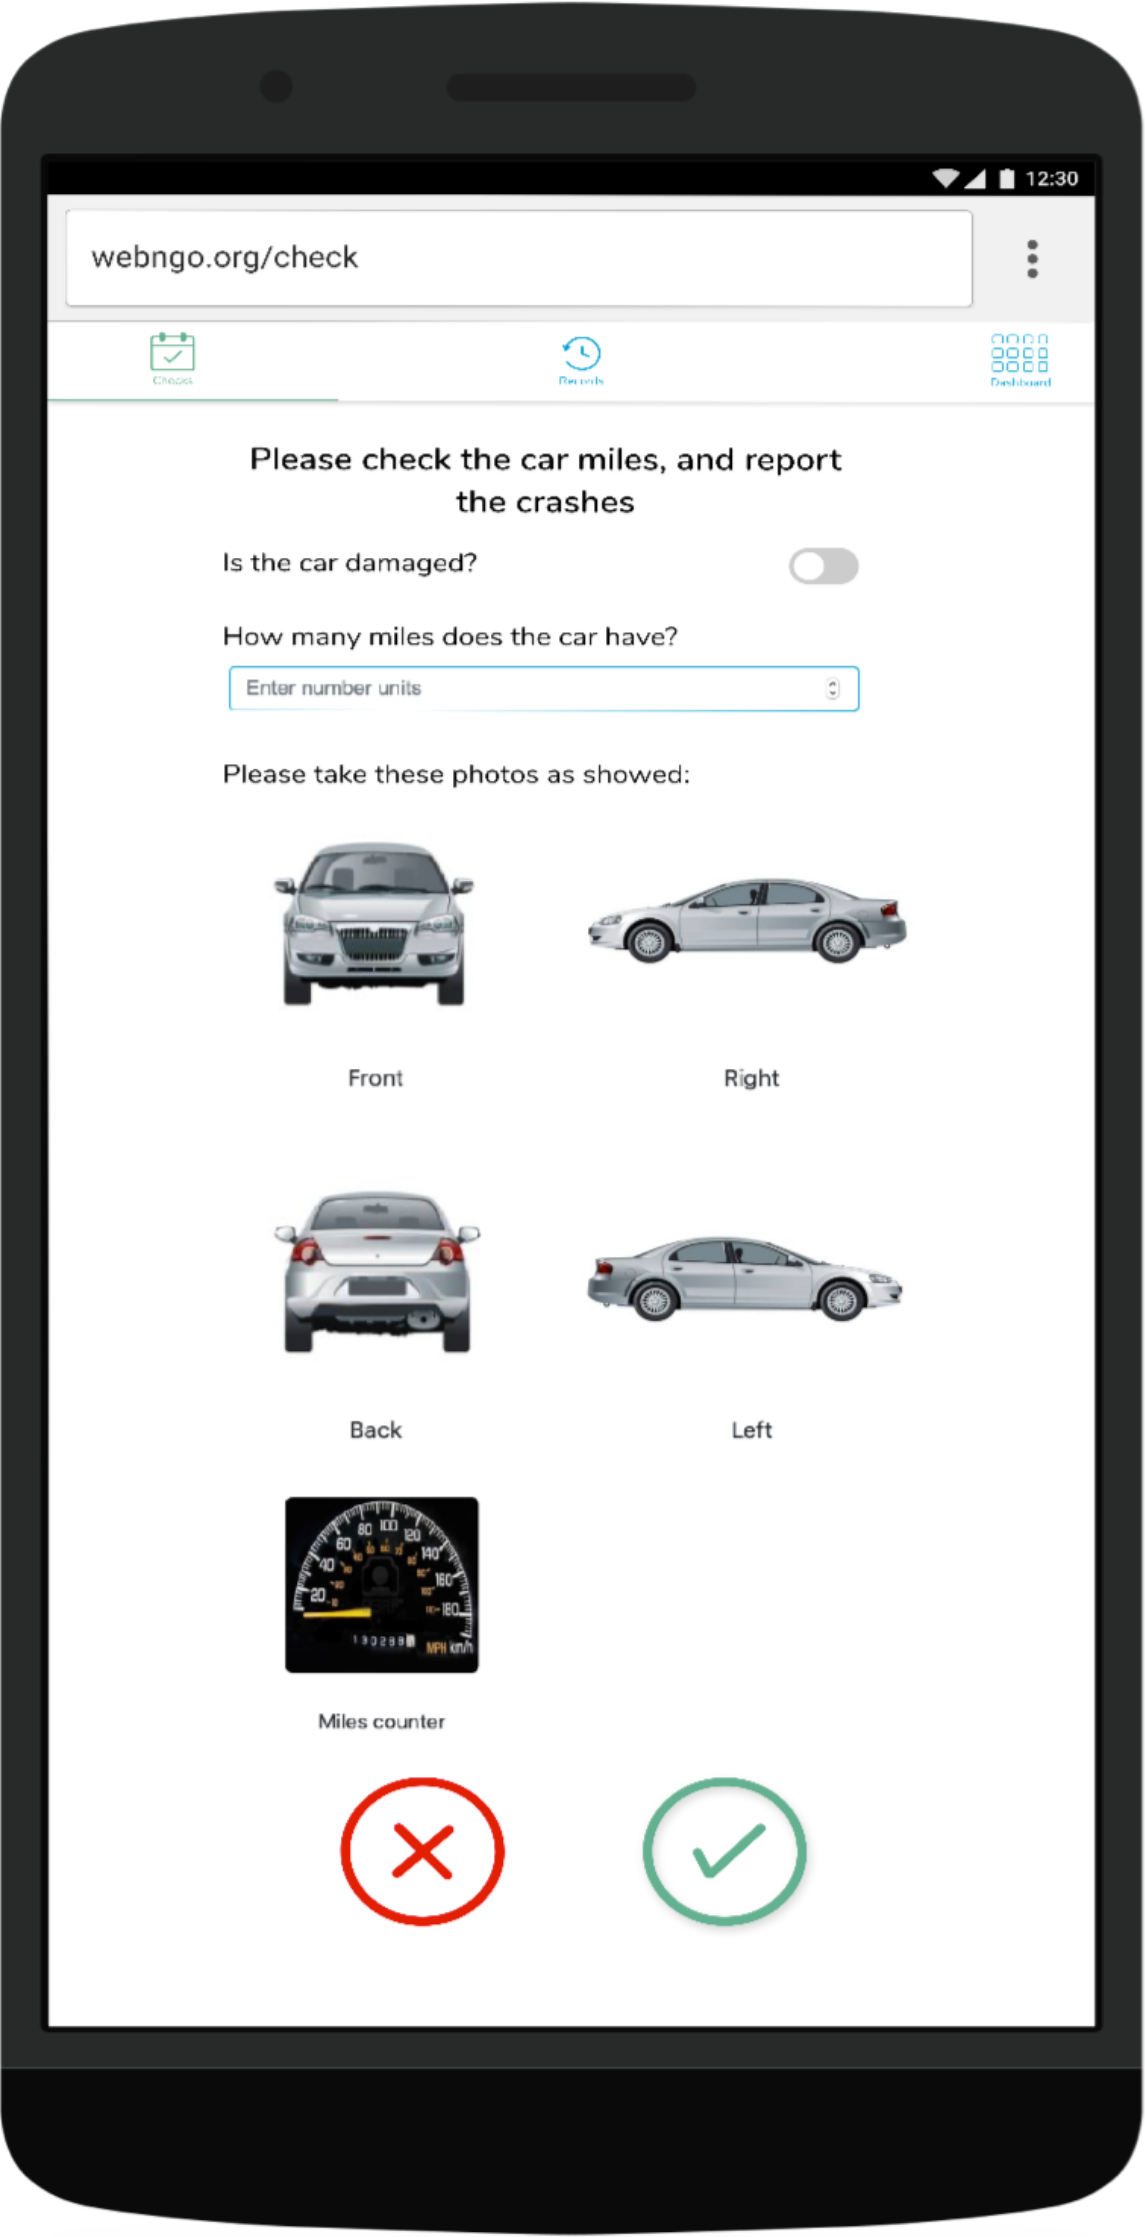 12:30
webngo.org/check
Checks
Records
Dashboard
Please check the car miles, and report
the crashes
Is the car damaged?
How many miles does the car have?
Enter number units
Please take these photos as showed:
Front
Right
Back
Left
20 40 60 80 100 120 140 160 180
MPH km/h
Miles counter